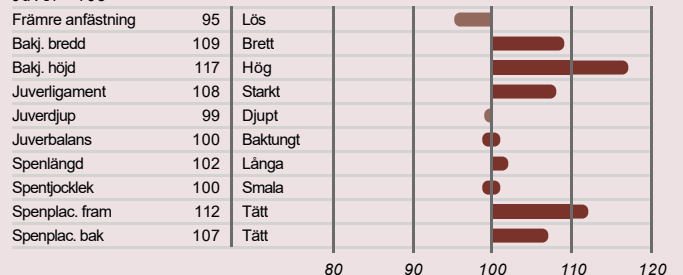 Främre anfästning 95 Lös
Bakj. bredd 109 Brett
Bakj. höjd 117 Hög
Juverligament 108 Starkt
Juverdjup 99 Djupt
Juverbalans 100 Baktungt
Spenlängd 102 Långa
Spentjocklek 100 Smala
Spenplac. fram 112 Tätt
Spenplac. bak 107 Tätt
80 90 100 110 120